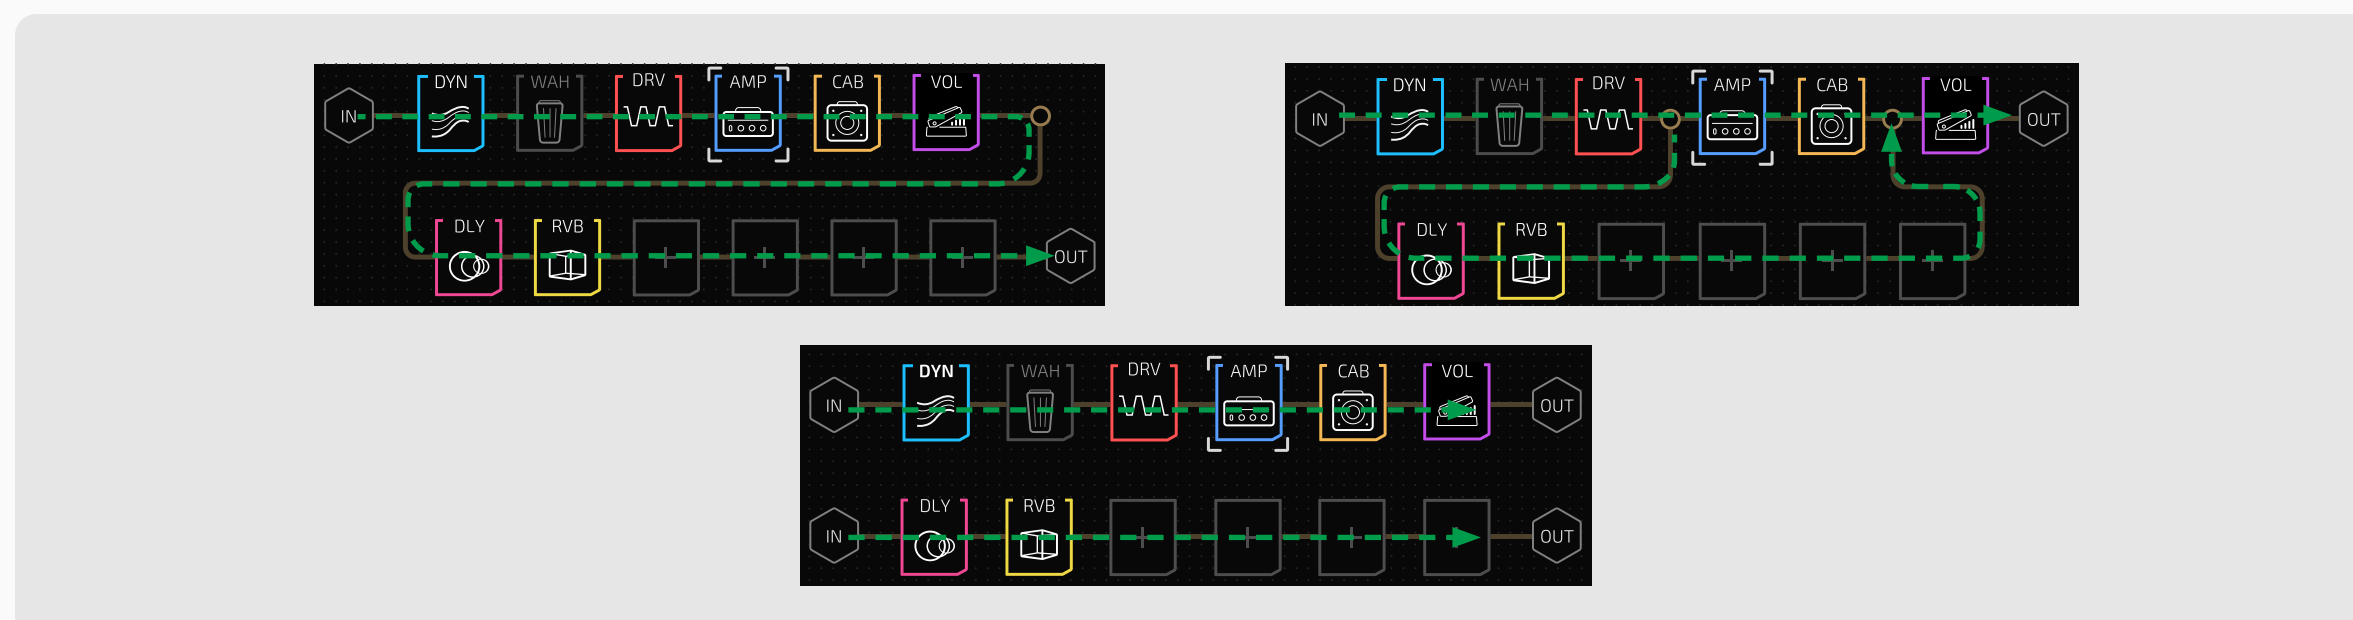 IN DYN WAH DRV AMP CAB VOL
DLY RVB OUT
IN DYN WAH DRV AMP CAB VOL OUT
DLY RVB
IN DYN WAH DRV AMP CAB VOL OUT
IN DLY RVB OUT